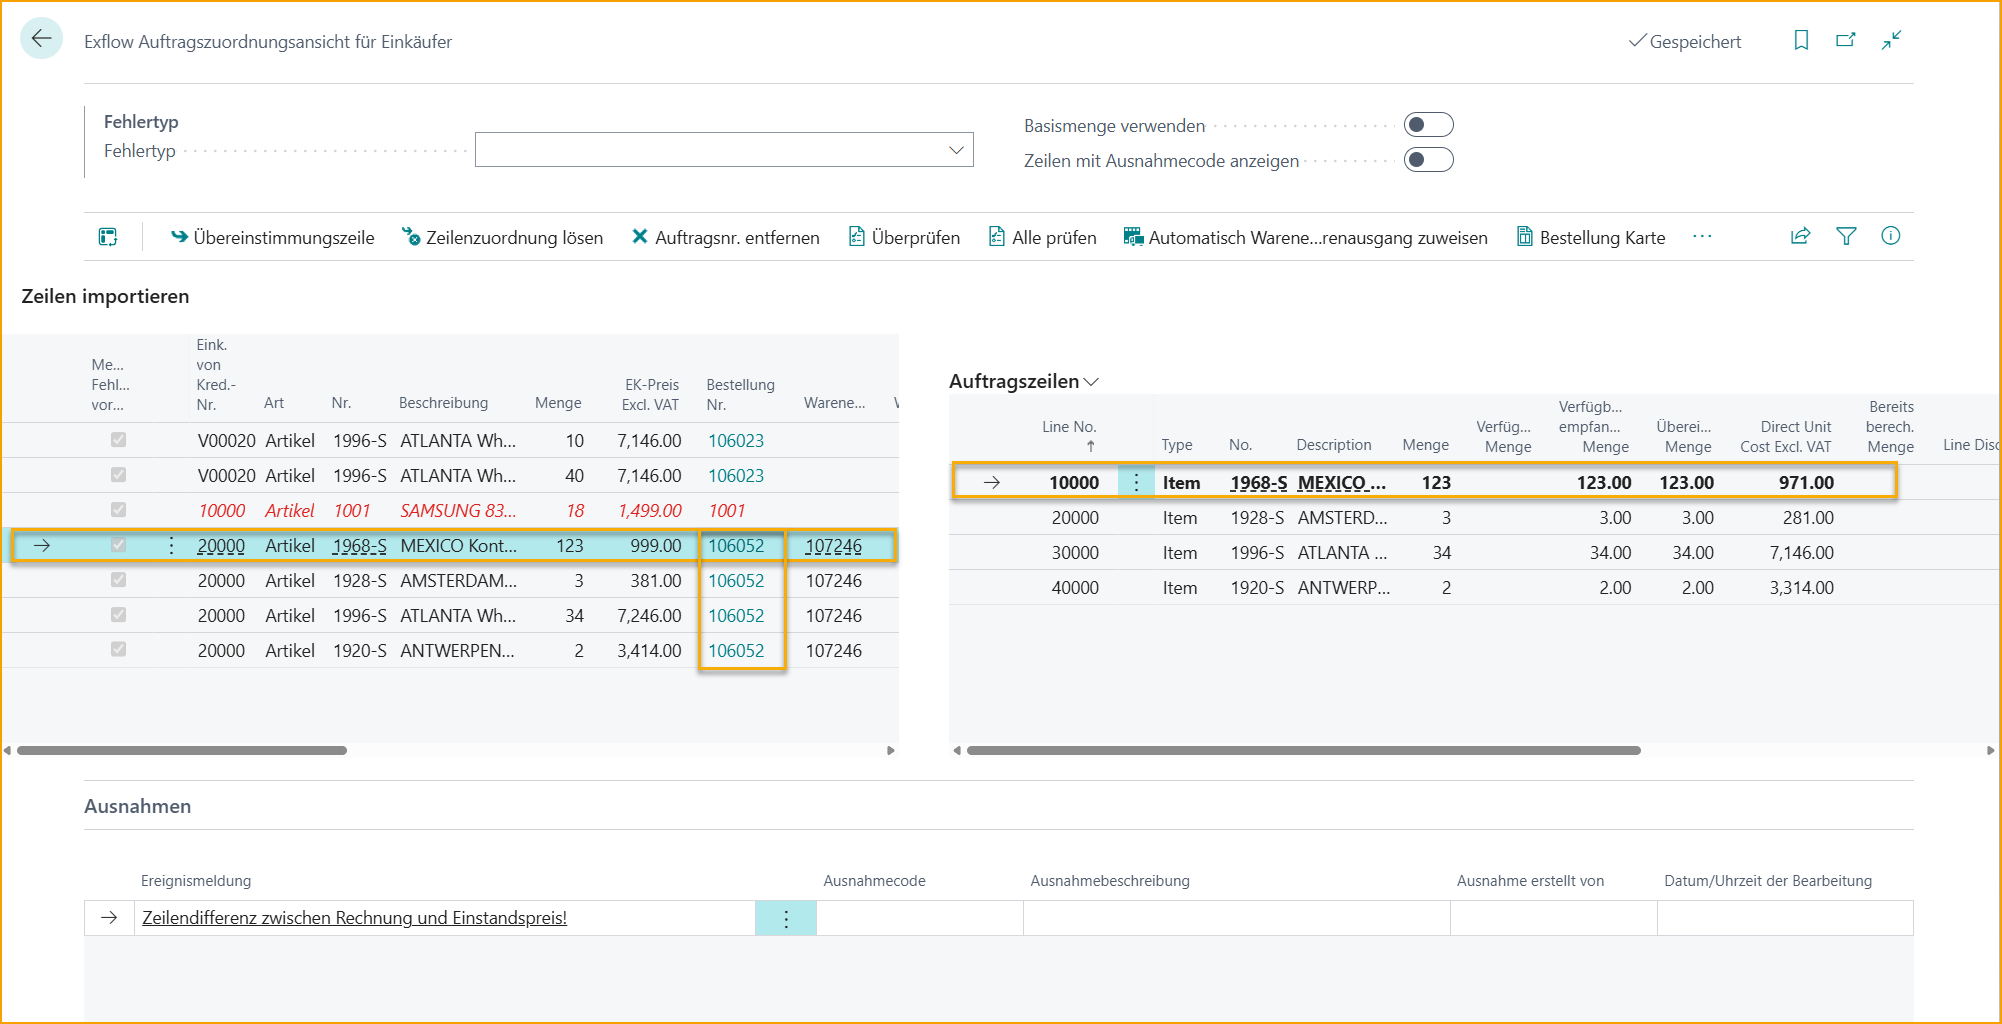 Exflow Auftragszuordnungsansicht für Einkäufer
Gespeichert
Fehlertyp
Fehlertyp
Basismenge verwenden
Zeilen mit Ausnahmecode anzeigen
Übereinstimmungszeile Zeilenzuordnung lösen Auftragsnr. entfernen Überprüfen Alle prüfen Automatisch Warene...renausgang zuweisen Bestellung Karte ...
Zeilen importieren
Me... Fehl... vor... Eink. von Kred.- Nr. Art Nr. Beschreibung Menge EK-Preis Excl. VAT Bestellung Nr. Warene...
V00020 Artikel 1996-S ATLANTA Wh... 10 7,146.00 106023
V00020 Artikel 1996-S ATLANTA Wh... 40 7,146.00 106023
10000 Artikel 1001 SAMSUNG 83... 18 1,499.00 1001
20000 Artikel 1968-S MEXICO Kont... 123 999.00 106052 107246
20000 Artikel 1928-S AMSTERDAM... 3 381.00 106052 107246
20000 Artikel 1996-S ATLANTA Wh... 34 7,246.00 106052 107246
20000 Artikel 1920-S ANTWERPEN... 2 3,414.00 106052 107246
Auftragszeilen
Line No. Type No. Description Menge Verfüg... Menge Verfügb... empfan... Menge Überei... Menge Direct Unit Cost Excl. VAT Bereits berech. Menge Line Disc
10000 Item 1968-S MEXICO ... 123 123.00 123.00 971.00
20000 Item 1928-S AMSTERD... 3 3.00 3.00 281.00
30000 Item 1996-S ATLANTA ... 34 34.00 34.00 7,146.00
40000 Item 1920-S ANTWERP... 2 2.00 2.00 3,314.00
Ausnahmen
Ereignismeldung Ausnahmecode Ausnahmebeschreibung Ausnahme erstellt von Datum/Uhrzeit der Bearbeitung
Zeilendifferenz zwischen Rechnung und Einstandspreis!